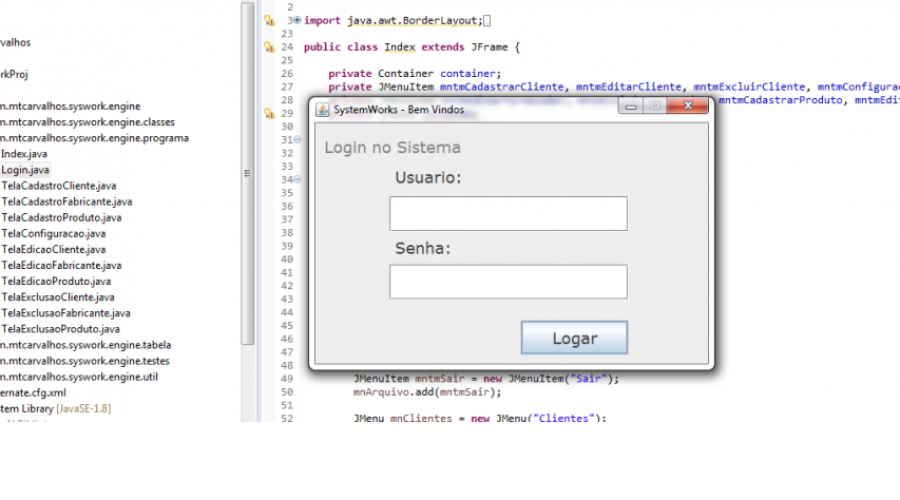 rvalhos
rkProj
m.mtcarvalhos.syswork.engine
m.mtcarvalhos.syswork.engine.classes
m.mtcarvalhos.syswork.engine.programa
Index.java
Login.java
TelaCadastroCliente.java
TelaCadastroFabricante.java
TelaCadastroProduto.java
TelaConfiguracao.java
TelaEdicaoCliente.java
TelaEdicaoFabricante.java
TelaEdicaoProduto.java
TelaExclusaoCliente.java
TelaExclusaoFabricante.java
TelaExclusaoProduto.java
m.mtcarvalhos.syswork.engine.tabela
m.mtcarvalhos.syswork.engine.testes
m.mtcarvalhos.syswork.engine.util
ernate.cfg.xml
tem Library [JavaSE-1.8]
2
3 import java.awt.BorderLayout;
23
24 public class Index extends JFrame {
25
26 private Container container;
27 private JMenuItem mntmCadastrarCliente, mntmEditarCliente, mntmExcluirCliente, mntmConfigurac
28 mntmCadastrarProduto, mntmEdit
29
30
31
32
33
34
35
36
37
38
39
40
41
42
43
44
45
46
47
48
49 JMenuItem mntmSair = new JMenuItem("Sair");
50 mnArquivo.add(mntmSair);
51
52 JMenu mnClientes = new JMenu("Clientes");
SystemWorks - Bem Vindos
Login no Sistema
Usuario:
Senha:
Logar